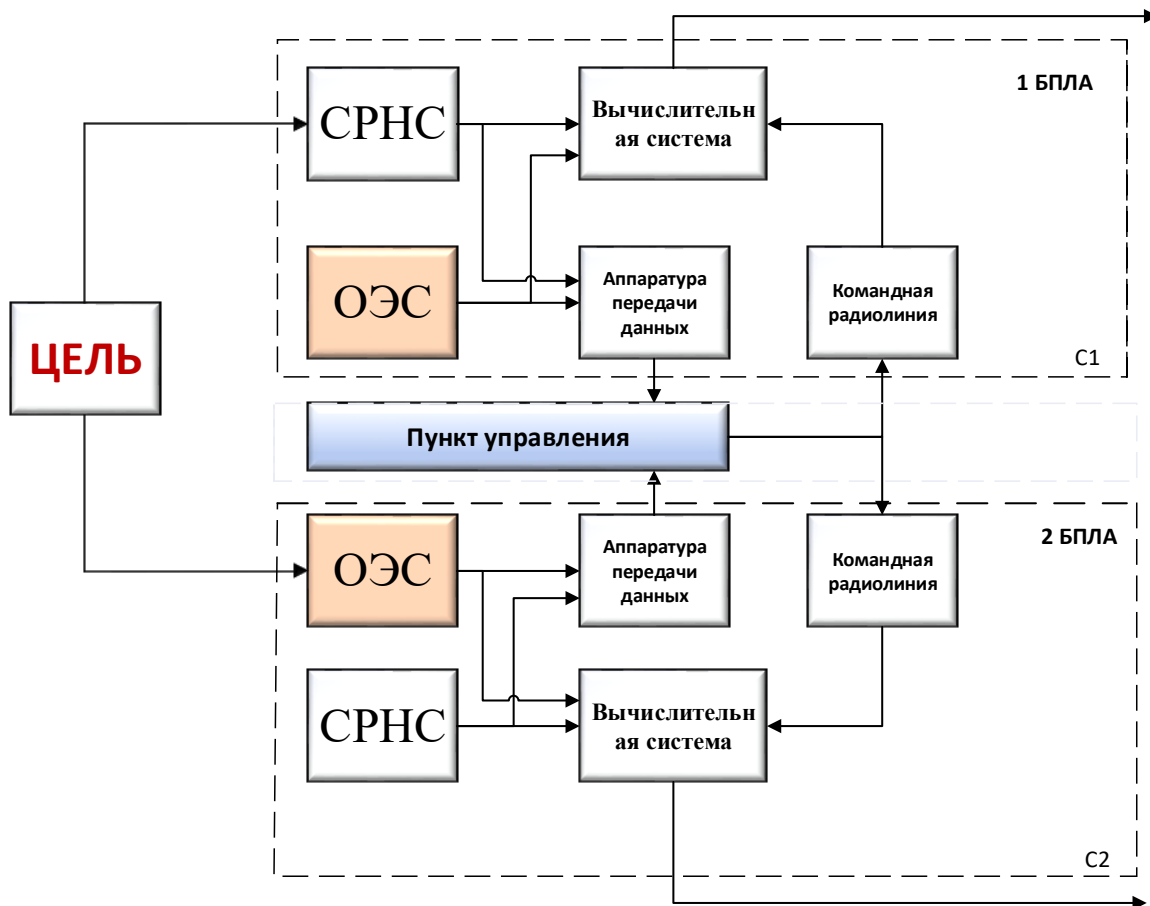 1 БПЛА
СРНС
Вычислительн
ая система
ОЭС
Аппаратура
передачи
данных
Командная
радиолиния
С1
ЦЕЛЬ
Пункт управления
2 БПЛА
ОЭС
Аппаратура
передачи
данных
Командная
радиолиния
СРНС
Вычислительн
ая система
С2